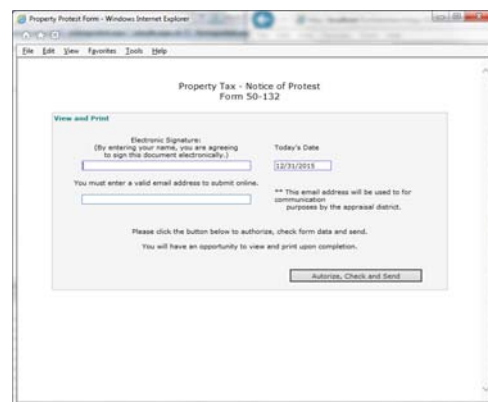 Property Protest Form - Windows Internet Explorer
File Edit View Favorites Tools Help
Property Tax - Notice of Protest
Form 50-132
View and Print
Electronic Signature:
(By entering your name, you are agreeing
to sign this document electronically.)
Today's Date
12/31/2015
You must enter a valid email address to submit online.
** This email address will be used to for
communication
purposes by the appraisal district.
Please click the button below to authorize, check form data and send.
You will have an opportunity to view and print upon completion.
Autorize, Check and Send